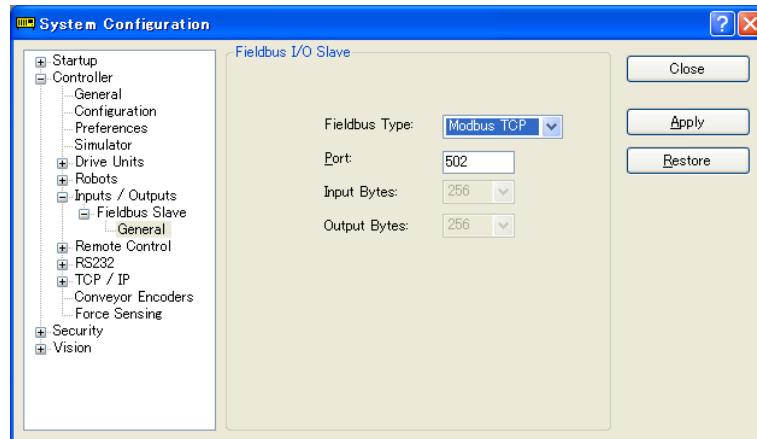 System Configuration
Startup
Controller
General
Configuration
Preferences
Simulator
Drive Units
Robots
Inputs / Outputs
Fieldbus Slave
General
Remote Control
RS232
TCP / IP
Conveyor Encoders
Force Sensing
Security
Vision
Fieldbus I/O Slave
Fieldbus Type: Modbus TCP
Port: 502
Input Bytes: 256
Output Bytes: 256
Close
Apply
Restore